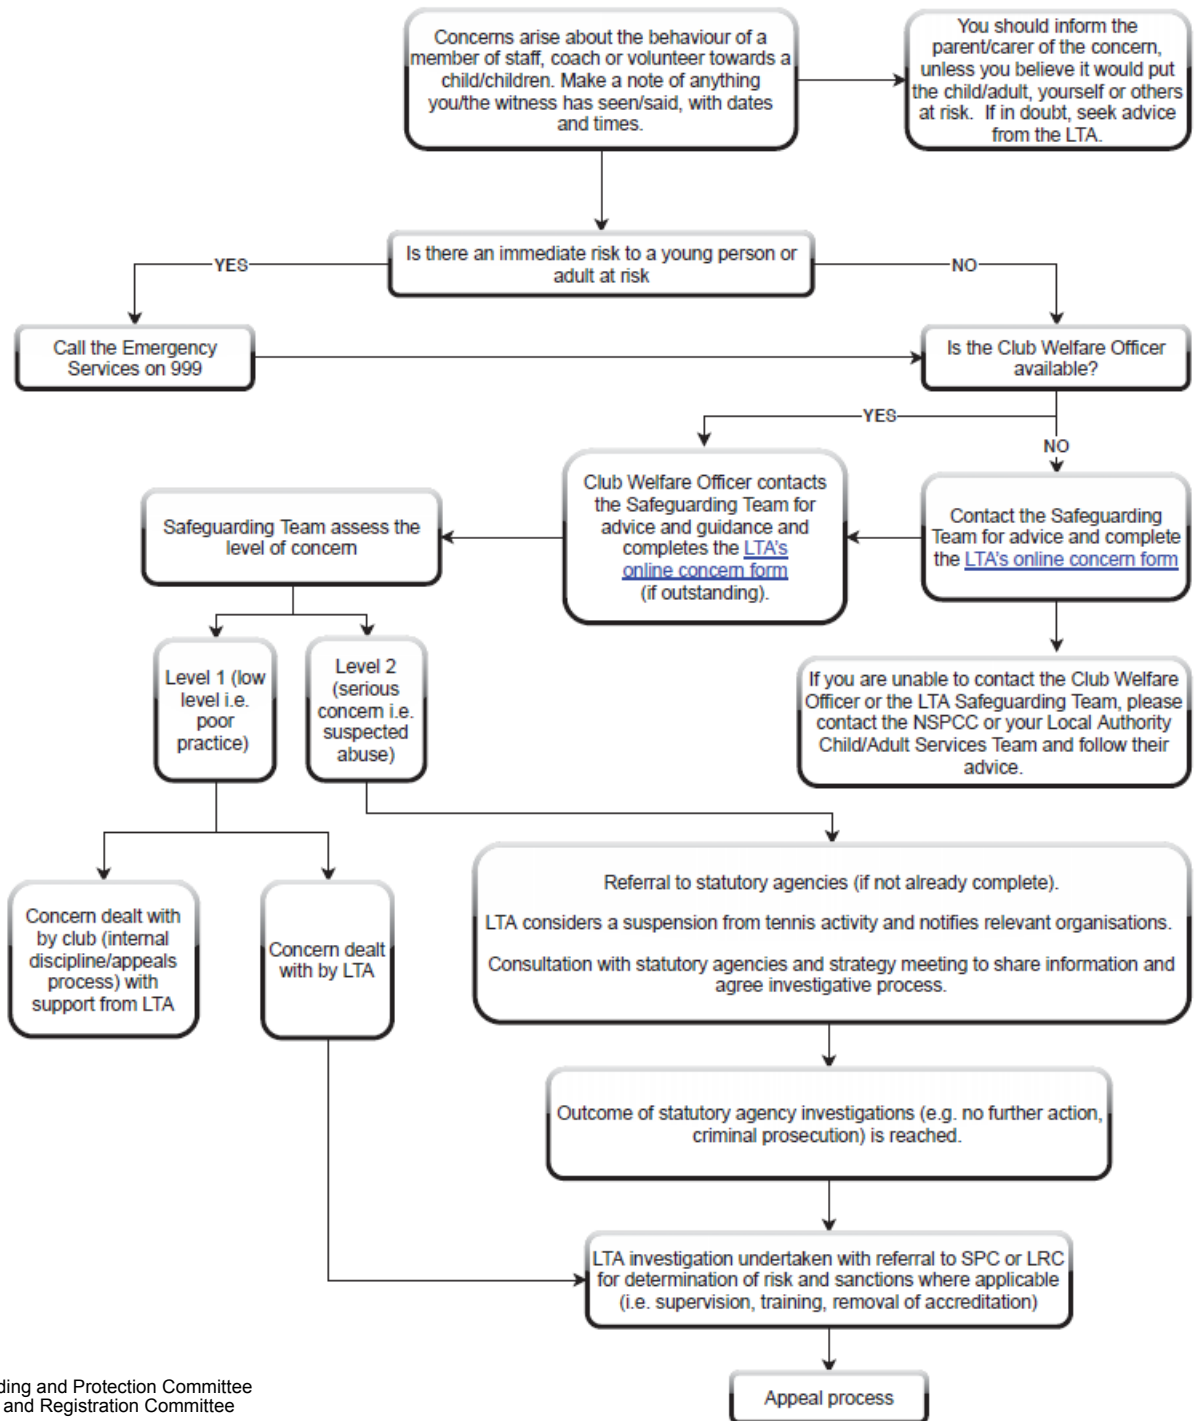 Concerns arise about the behaviour of a
member of staff, coach or volunteer towards a
child/children. Make a note of anything
you/the witness has seen/said, with dates
and times.
You should inform the
parent/carer of the concern,
unless you believe it would put
the child/adult, yourself or others
at risk. If in doubt, seek advice
from the LTA.
Is there an immediate risk to a young person or
adult at risk
YES
NO
Call the Emergency
Services on 999
Is the Club Welfare Officer
available?
YES
NO
Club Welfare Officer contacts
the Safeguarding Team for
advice and guidance and
completes the LTA's
online concern form
(if outstanding).
Contact the Safeguarding
Team for advice and complete
the LTA's online concern form
Safeguarding Team assess the
level of concern
Level 1 (low
level i.e.
poor
practice)
Level 2
(serious
concern i.e.
suspected
abuse)
If you are unable to contact the Club Welfare
Officer or the LTA Safeguarding Team, please
contact the NSPCC or your Local Authority
Child/Adult Services Team and follow their
advice.
Concern dealt with
by club (internal
discipline/appeals
process) with
support from LTA
Concern dealt
with by LTA
Referral to statutory agencies (if not already complete).
LTA considers a suspension from tennis activity and notifies relevant organisations.
Consultation with statutory agencies and strategy meeting to share information and
agree investigative process.
Outcome of statutory agency investigations (e.g. no further action,
criminal prosecution) is reached.
LTA investigation undertaken with referral to SPC or LRC
for determination of risk and sanctions where applicable
(i.e. supervision, training, removal of accreditation)
Appeal process
ding and Protection Committee
and Registration Committee